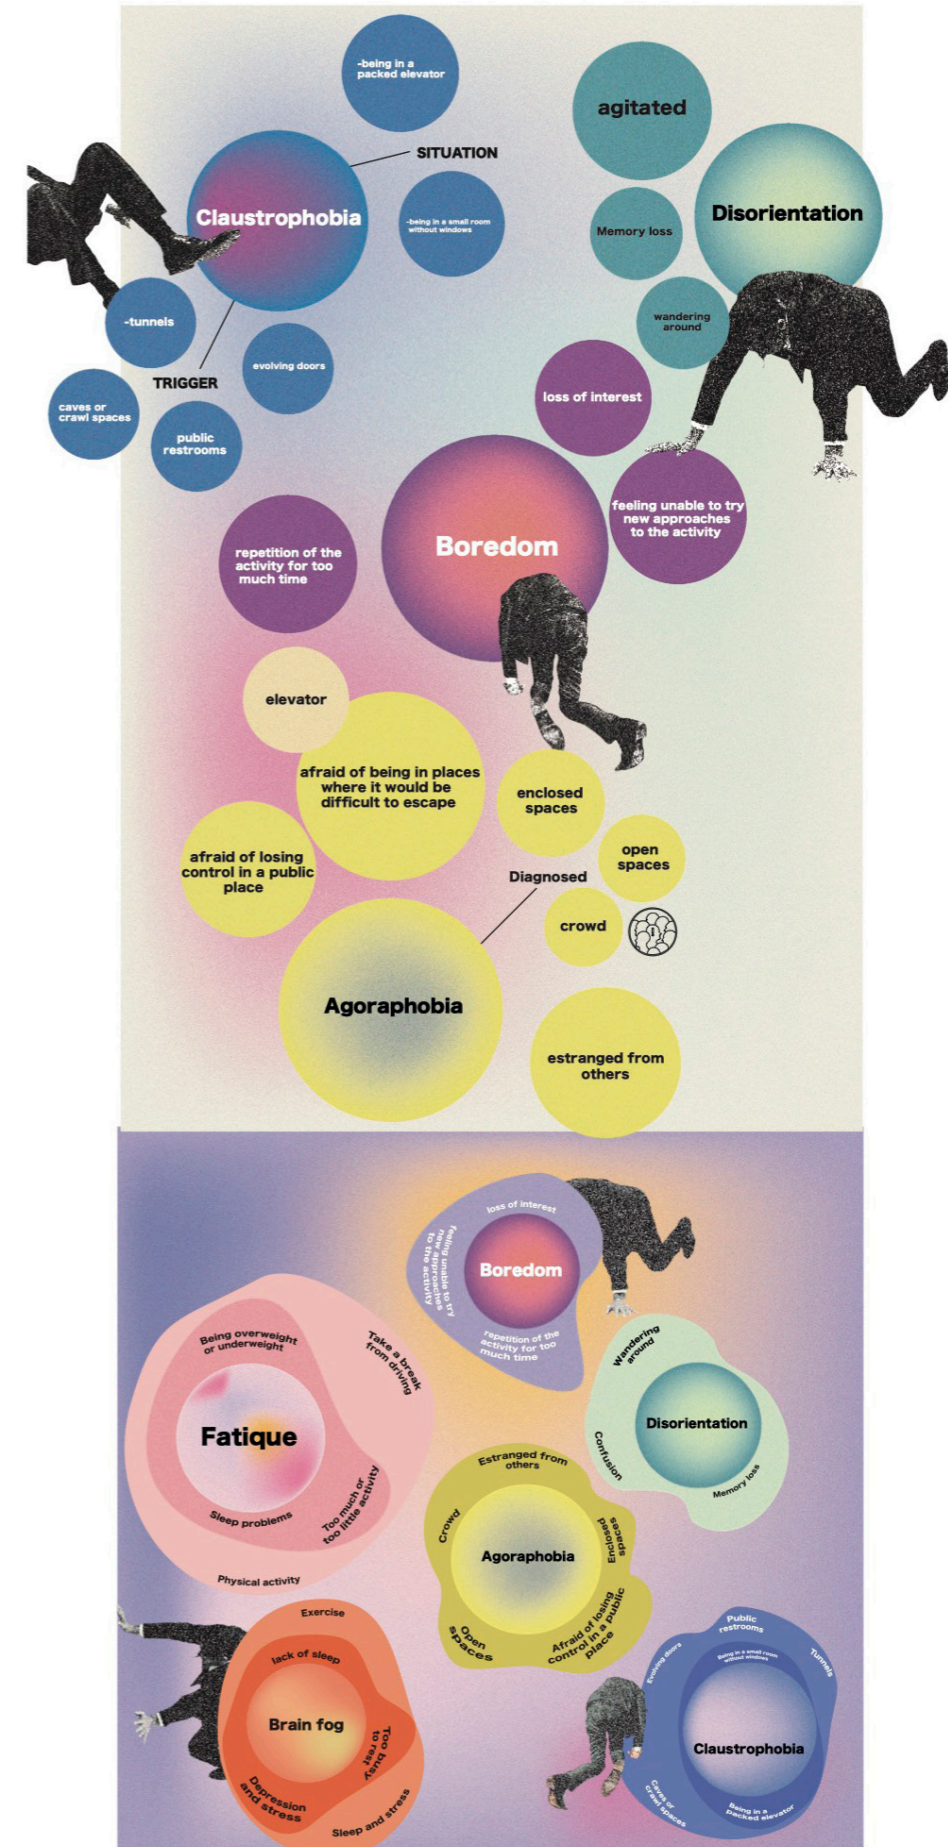 -being in a
packed elevator
SITUATION
Claustrophobia
-being in a small room
without windows
-tunnels
TRIGGER
evolving doors
caves or
crawl spaces
public
restrooms
agitated
Disorientation
Memory loss
wandering
around
loss of interest
Boredom
feeling unable to try
new approaches
to the activity
repetition of the
activity for too
much time
elevator
afraid of being in places
where it would be
difficult to escape
enclosed
spaces
afraid of losing
control in a public
place
open
spaces
Diagnosed
crowd
Agoraphobia
estranged from
others
loss of interest
feeling unable to try
new approaches
to the activity
Boredom
repetition of the
activity for too
much time
Being overweight
or underweight
Take a break
from driving
Fatique
Sleep problems
Too much or
too little activity
Physical activity
Wandering
around
Disorientation
Confusion
Memory loss
Estranged from
others
Crowd
Enclosed
spaces
Agoraphobia
Open
spaces
Afraid of losing
control in a public
place
Exercise
lack of sleep
Brain fog
Too busy
to rest
Depression
and stress
Sleep and stress
Public
restrooms
Evolving doors
Being in a small room
without windows
Tunnels
Claustrophobia
Caves or
crawl spaces
Being in a
packed elevator